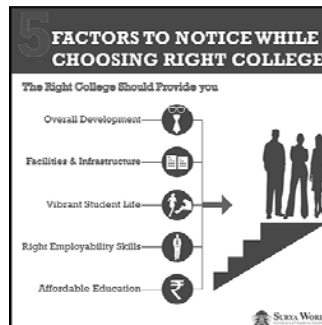 5 FACTORS TO NOTICE WHILE
CHOOSING RIGHT COLLEGE
The Right College Should Provide you
Overall Development
Facilities & Infrastructure
Vibrant Student Life
Right Employability Skills
Affordable Education
₹
SURYA WORL